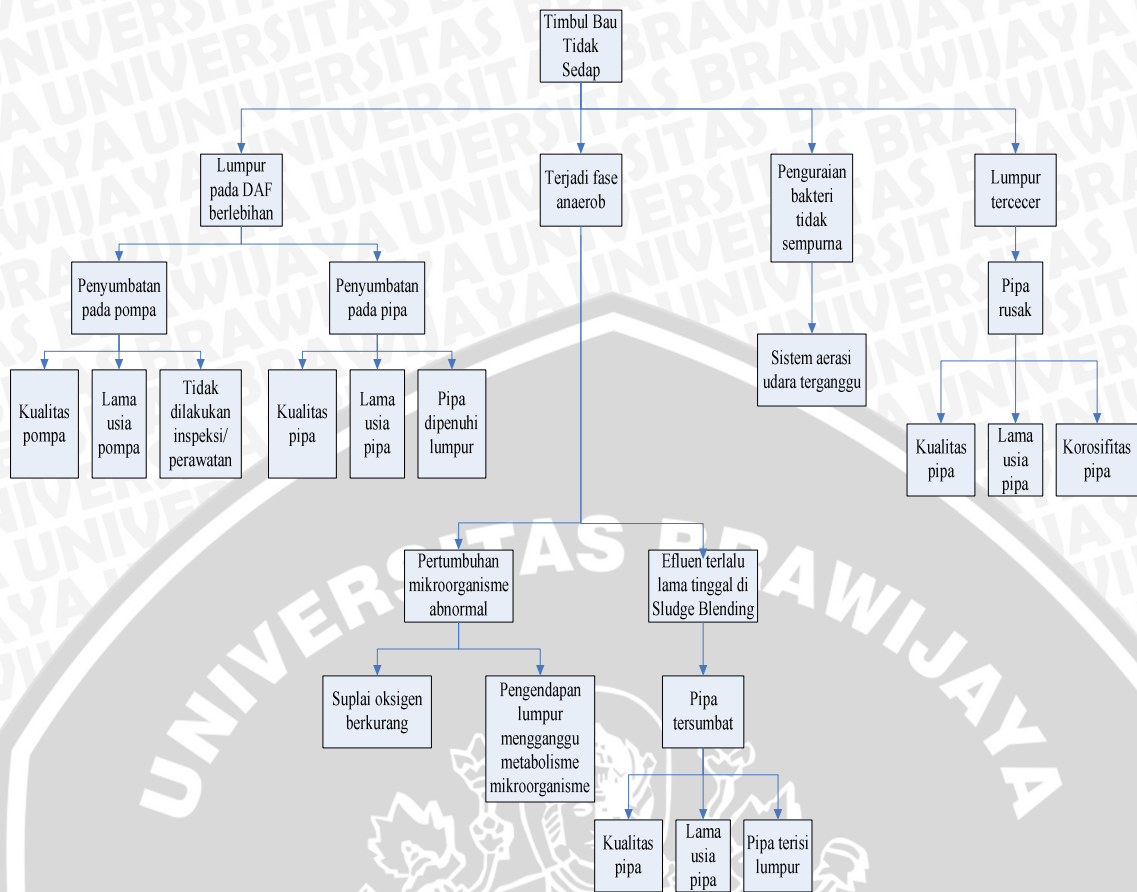 Timbul Bau
Tidak
Sedap
Lumpur
pada DAF
berlebihan
Terjadi fase
anaerob
Penguraian
bakteri
tidak
sempurna
Lumpur
tercecer
Penyumbatan
pada pompa
Penyumbatan
pada pipa
Pipa
rusak
Sistem aerasi
udara terganggu
Kualitas
pompa
Lama
usia
pompa
Tidak
dilakukan
inspeksi/
perawatan
Kualitas
pipa
Lama
usia
pipa
Pipa
dipenuhi
lumpur
Kualitas
pipa
Lama
usia
pipa
Korosifitas
pipa
Pertumbuhan
mikroorganisme
abnormal
Efluen terlalu
lama tinggal di
Sludge Blending
Suplai oksigen
berkurang
Pengendapan
lumpur
mengganggu
metabolisme
mikroorganisme
Pipa
tersumbat
Kualitas
pipa
Lama
usia
pipa
Pipa terisi
lumpur
UNIVERSITAS BRAWIJAYA